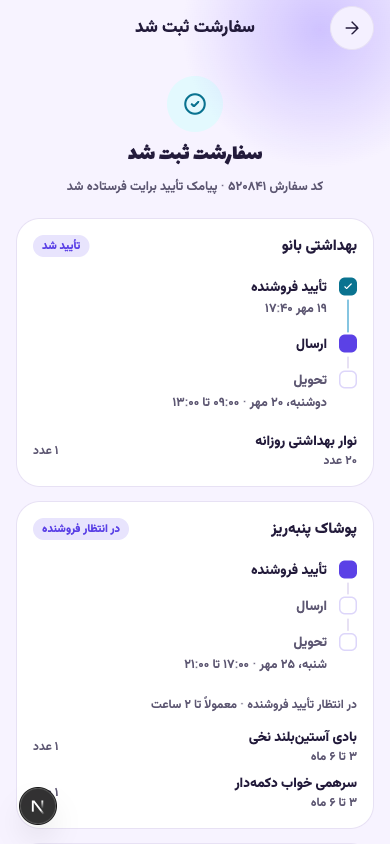 سفارشت ثبت شد
سفارشت ثبت شد
کد سفارش ۵۲۰۸۴۱ · پیامک تأیید برایت فرستاده شد
بهداشتی بانو
تأیید شد
تأیید فروشنده
۱۹ مهر ۱۷:۴۰
ارسال
تحویل
دوشنبه، ۲۰ مهر · ۰۹:۰۰ تا ۱۳:۰۰
نوار بهداشتی روزانه
۱ عدد
۲۰ عدد
پوشاک پنبه‌ریز
در انتظار فروشنده
تأیید فروشنده
ارسال
تحویل
شنبه، ۲۵ مهر · ۱۷:۰۰ تا ۲۱:۰۰
در انتظار تأیید فروشنده · معمولاً تا ۲ ساعت
بادی آستین‌بلند نخی
۱ عدد
۳ تا ۶ ماه
سرهمی خواب دکمه‌دار
۱
۳ تا ۶ ماه
N